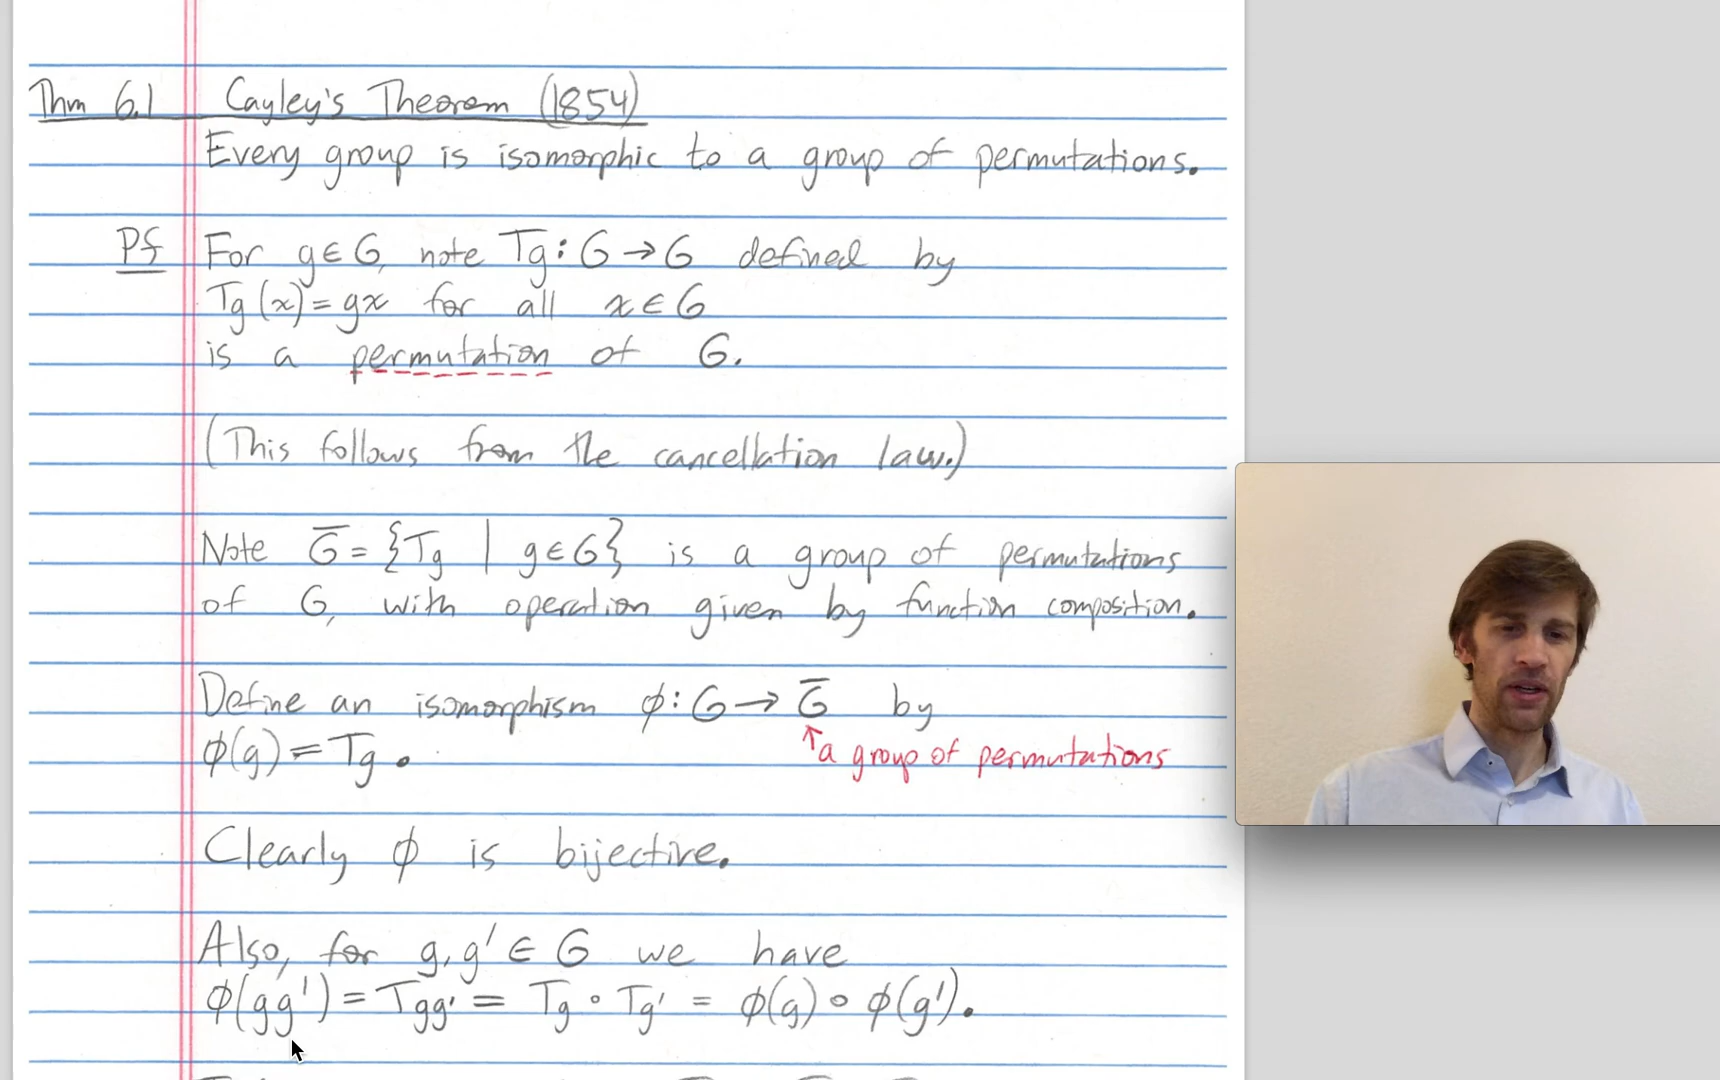 Thm 6.1 Cayley's Theorem (1854)
Every group is isomorphic to a group of permutations.
Pf For g∈G, note Tg: G→G defined by
Tg(x)=gx for all x∈G
is a permutation of G.
(This follows from the cancellation law.)
Note G̅ = {Tg | g∈G} is a group of permutations
of G, with operation given by function composition.
Define an isomorphism ϕ: G→G̅ by
ϕ(g) = Tg.
↑a group of permutations
Clearly ϕ is bijective.
Also, for g, g' ∈ G we have
ϕ(gg') = Tgg' = Tg ∘ Tg' = ϕ(g) ∘ ϕ(g').